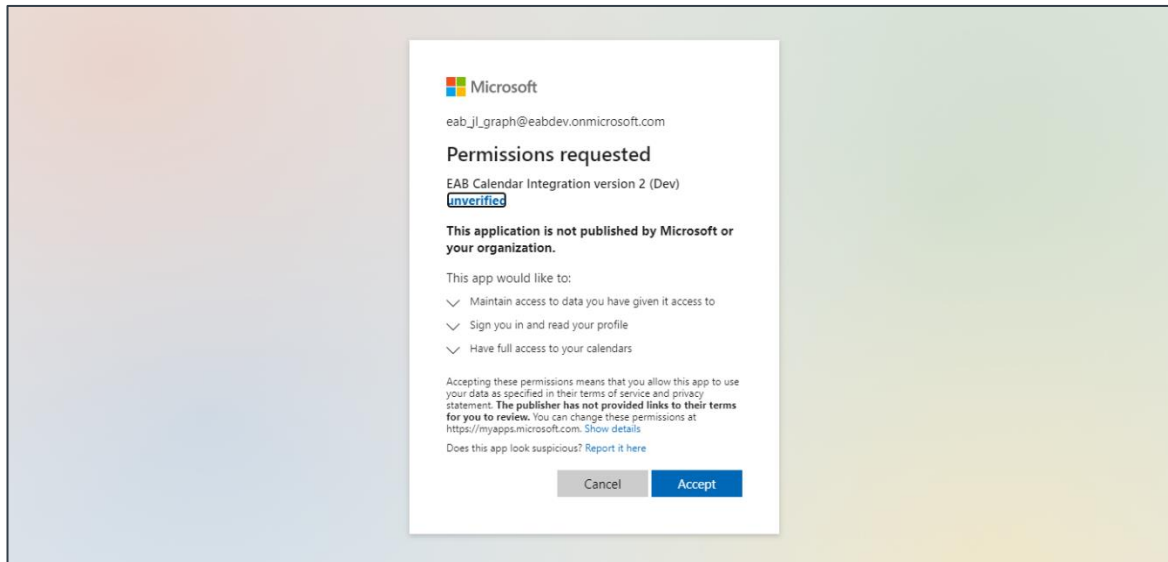 Microsoft
eab_jl_graph@eabdev.onmicrosoft.com
Permissions requested
EAB Calendar Integration version 2 (Dev)
unverified
This application is not published by Microsoft or
your organization.
This app would like to:
Maintain access to data you have given it access to
Sign you in and read your profile
Have full access to your calendars
Accepting these permissions means that you allow this app to use
your data as specified in their terms of service and privacy
statement. The publisher has not provided links to their terms
for you to review. You can change these permissions at
https://myapps.microsoft.com. Show details
Does this app look suspicious? Report it here
Cancel Accept